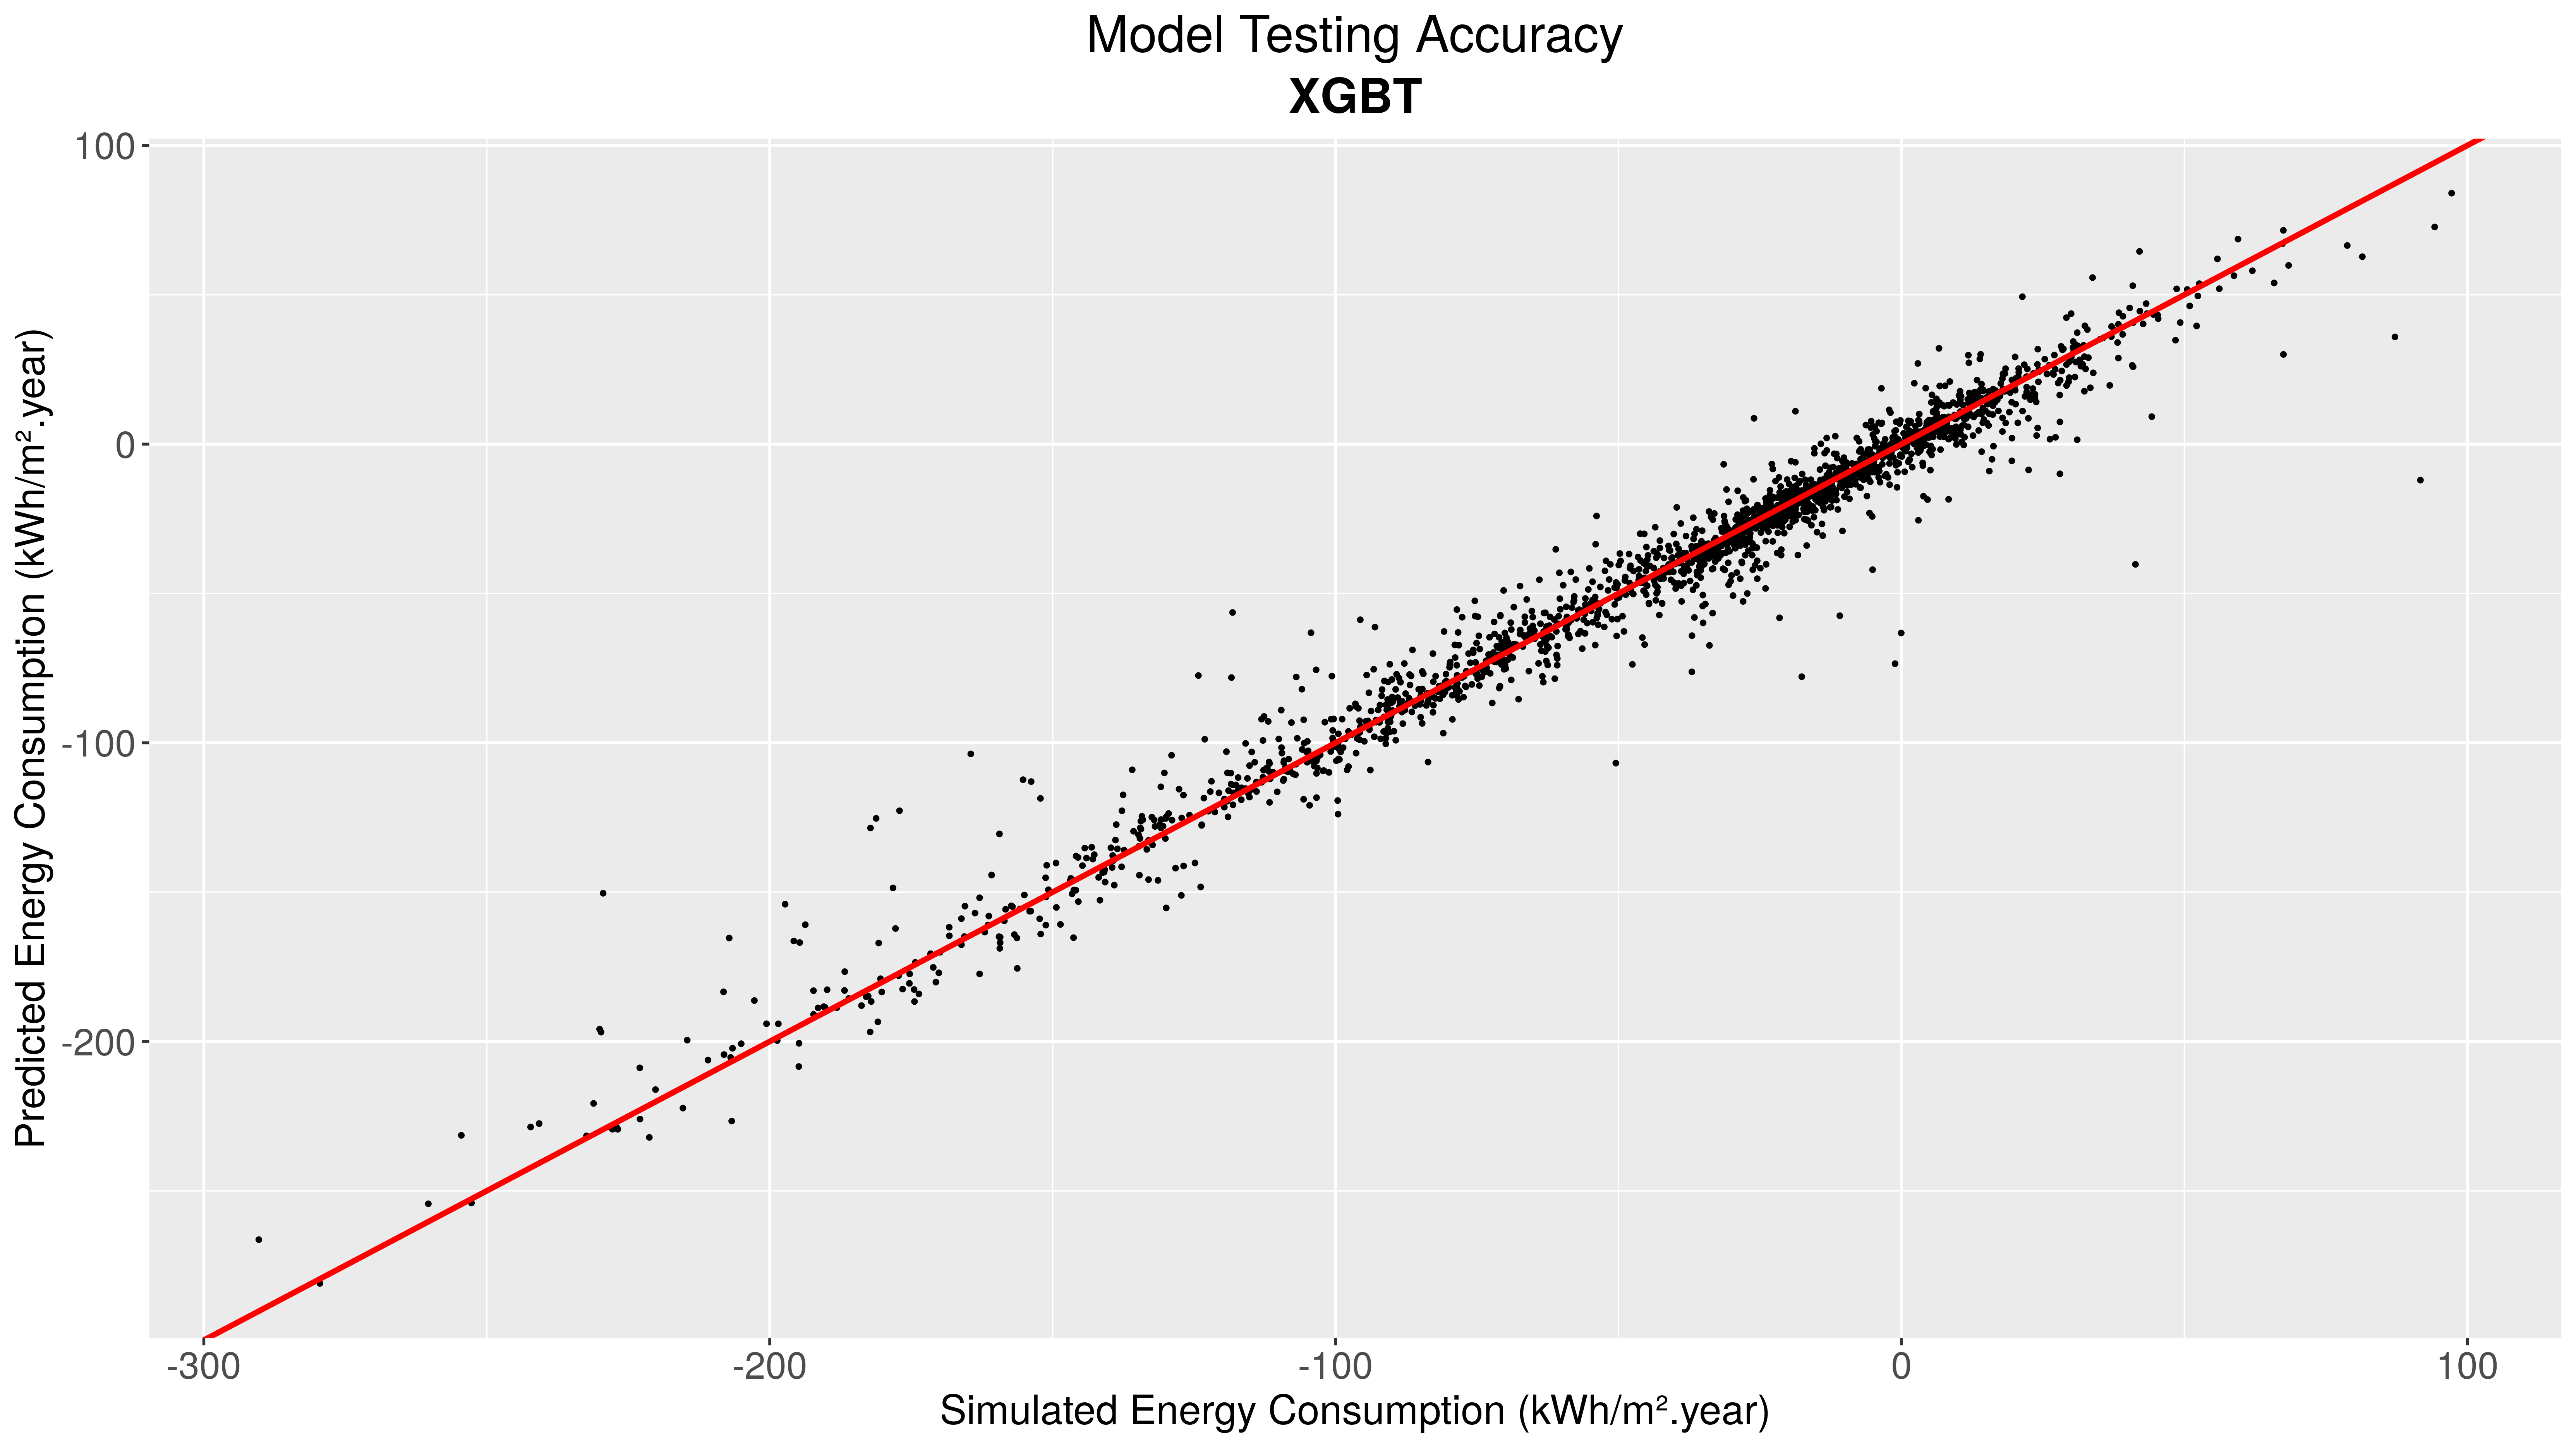 Model Testing Accuracy
XGBT
Predicted Energy Consumption (kWh/m².year)
100
0
-100
-200
-300
-200
-100
0
100
Simulated Energy Consumption (kWh/m².year)